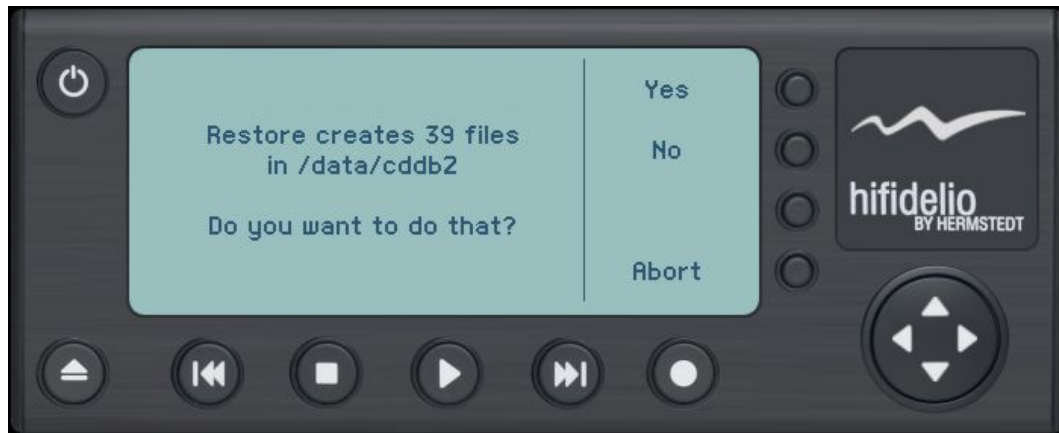 Restore creates 39 files
in /data/cddb2
Do you want to do that?
Yes
No
Abort
hifidelio
BY HERMSTEDT